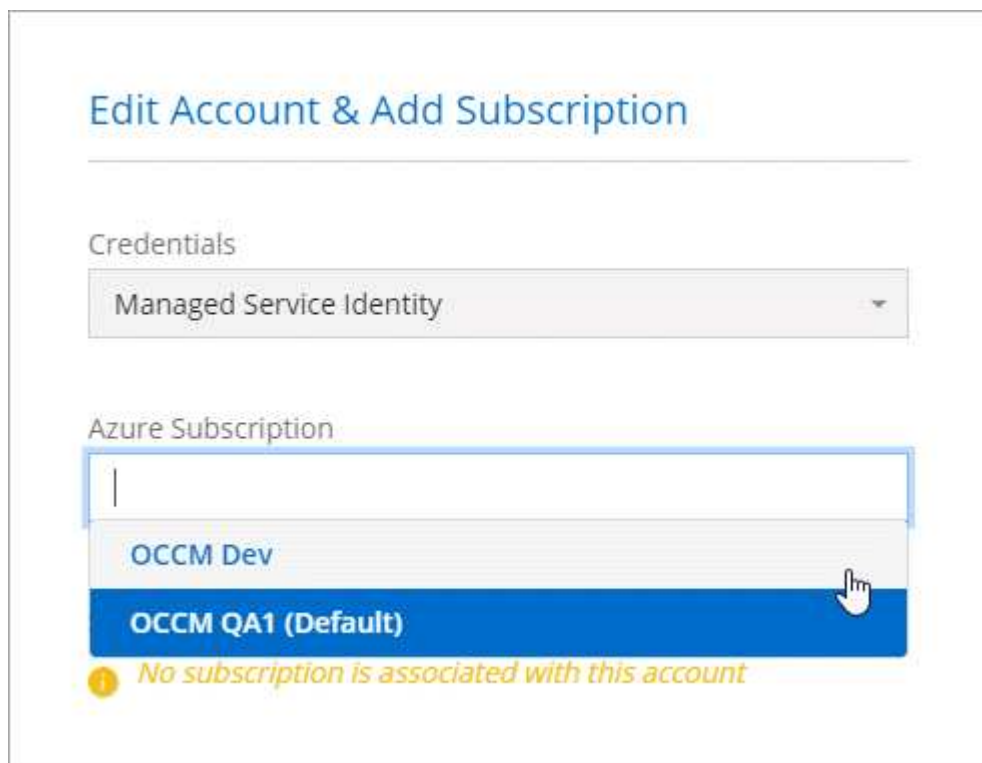 Edit Account & Add Subscription
Credentials
Managed Service Identity
Azure Subscription
OCCM Dev
OCCM QA1 (Default)
No subscription is associated with this account